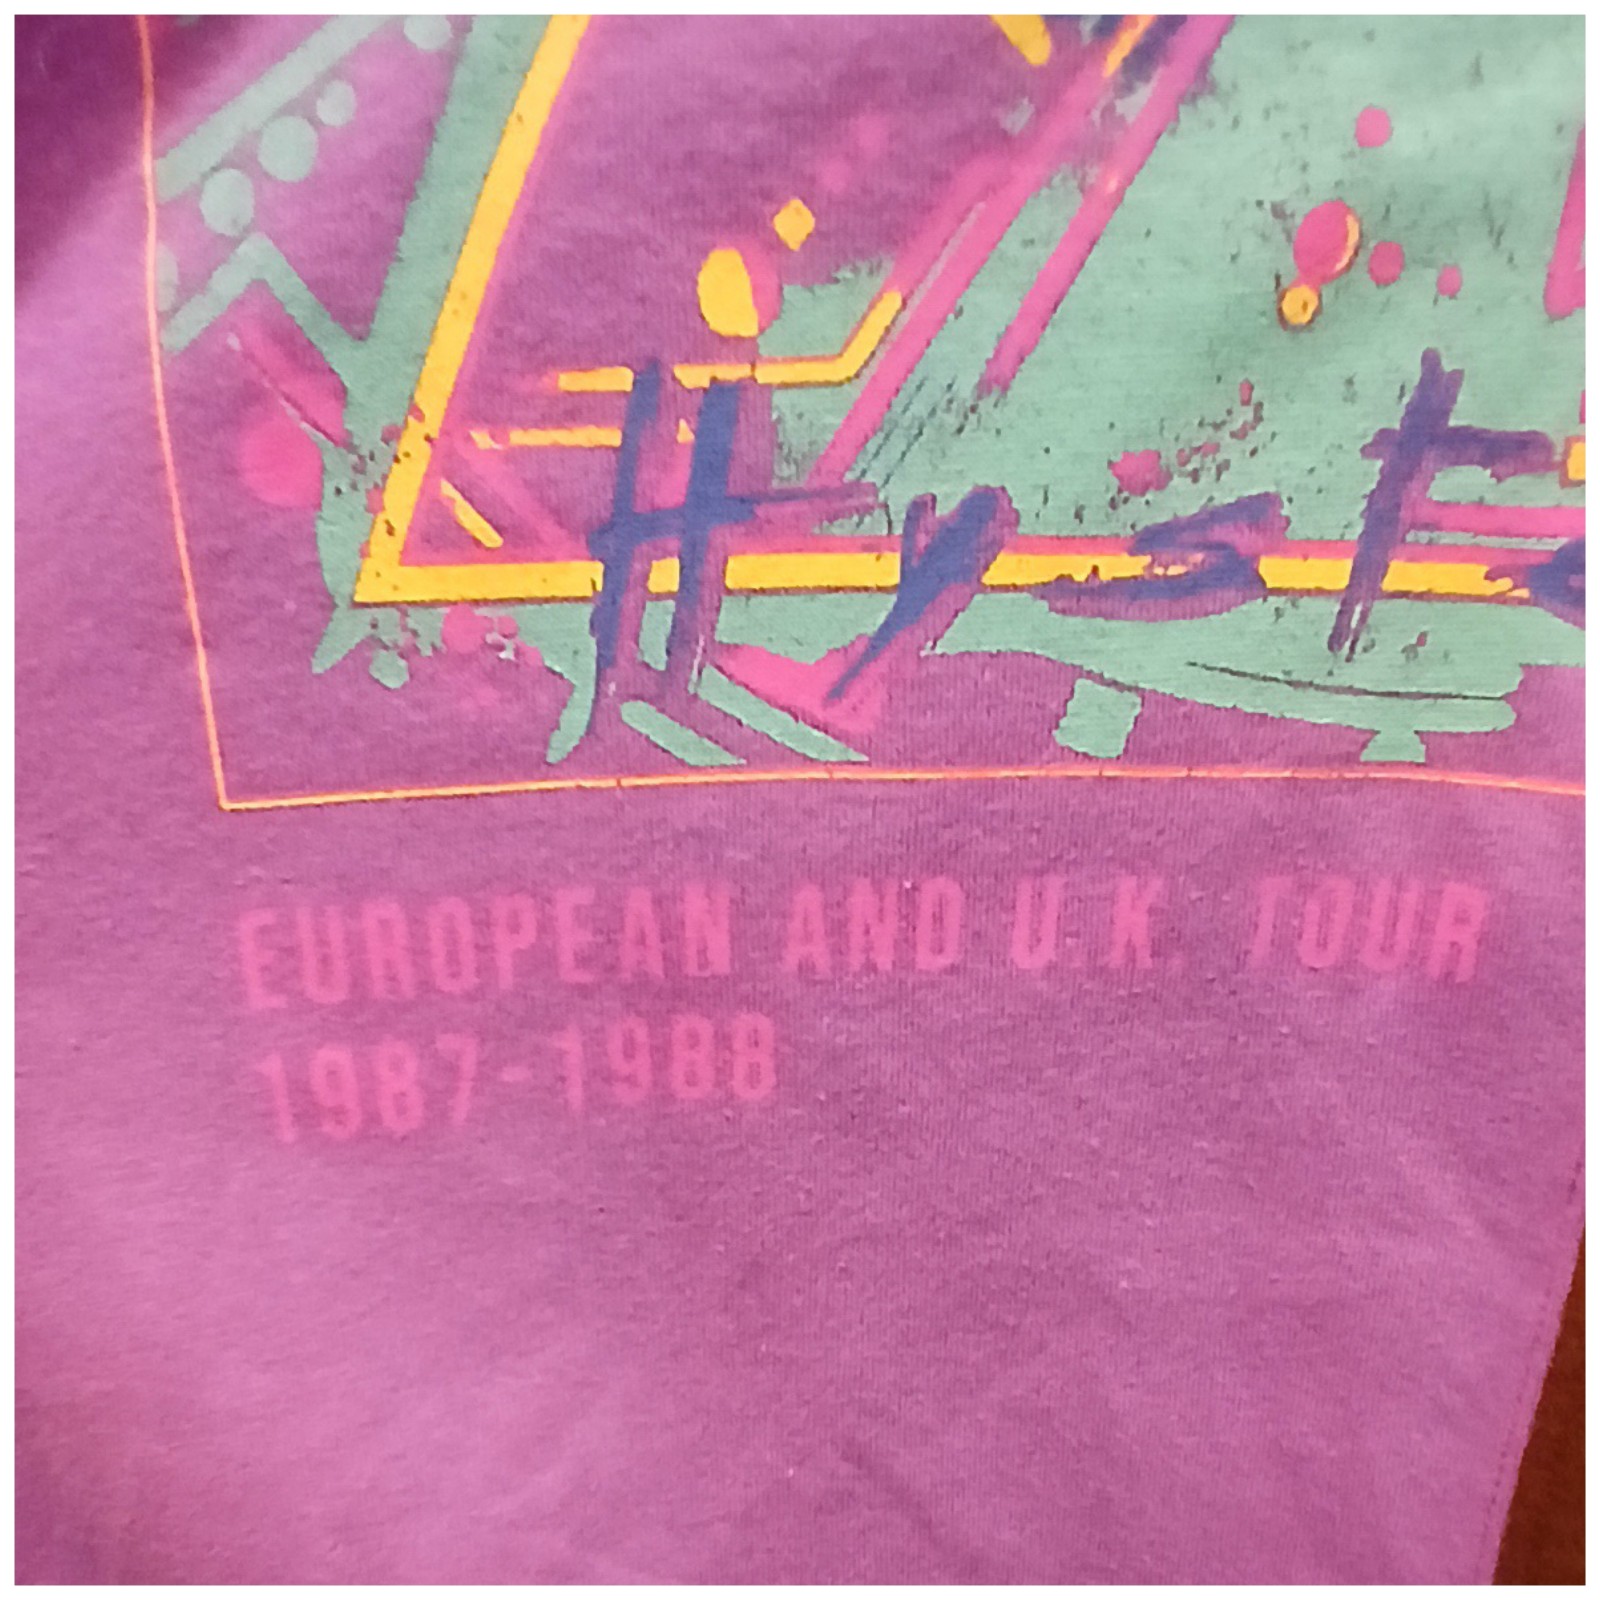 Hyste
EUROPEAN AND U K TOUR
1987-1988